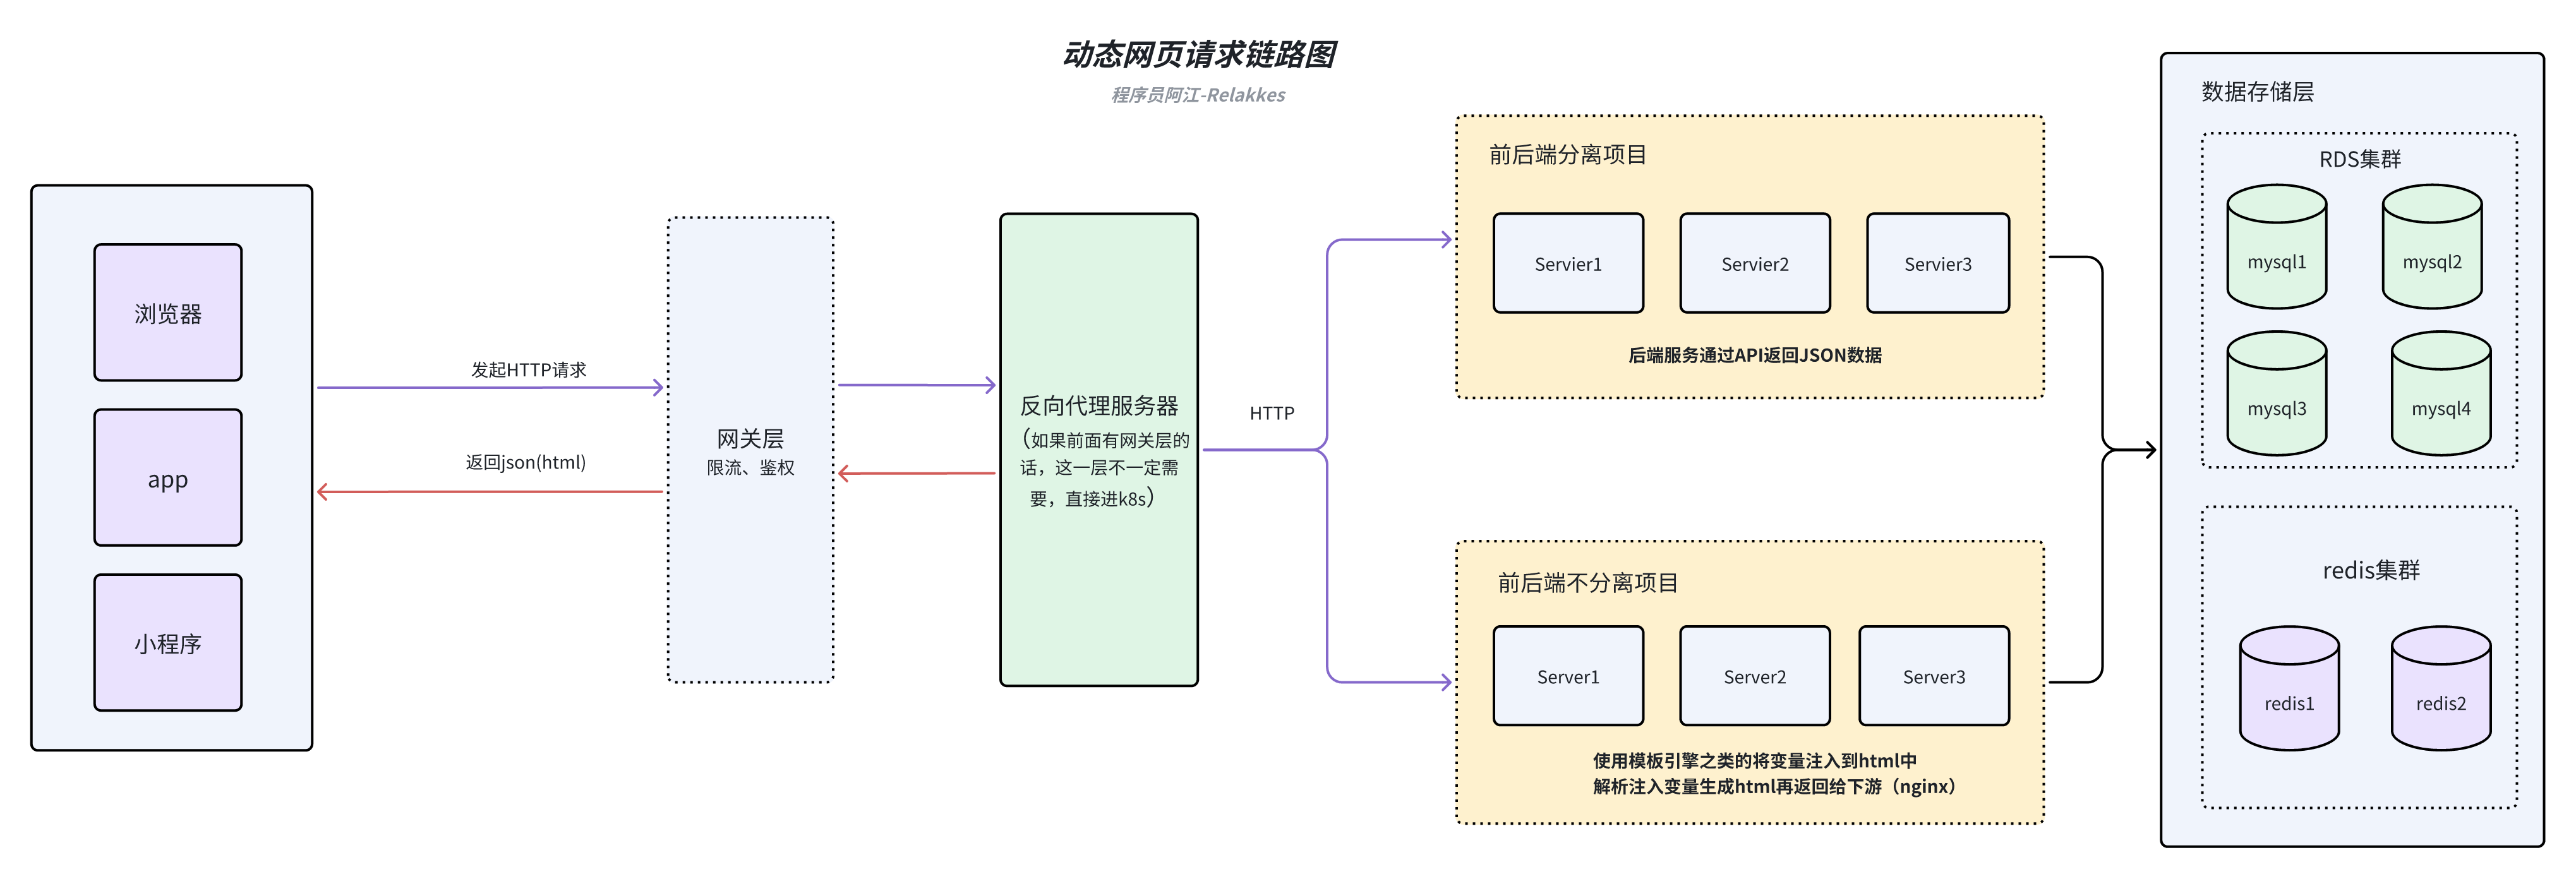 动态网页请求链路图
程序员阿江-Relakkes
浏览器
app
小程序
发起HTTP请求
返回json(html)
网关层
限流、鉴权
反向代理服务器
（如果前面有网关层的
话，这一层不一定需
要，直接进k8s）
HTTP
前后端分离项目
Servier1
Servier2
Servier3
后端服务通过API返回JSON数据
前后端不分离项目
Server1
Server2
Server3
使用模板引擎之类的将变量注入到html中
解析注入变量生成html再返回给下游（nginx）
数据存储层
RDS集群
mysql1
mysql2
mysql3
mysql4
redis集群
redis1
redis2